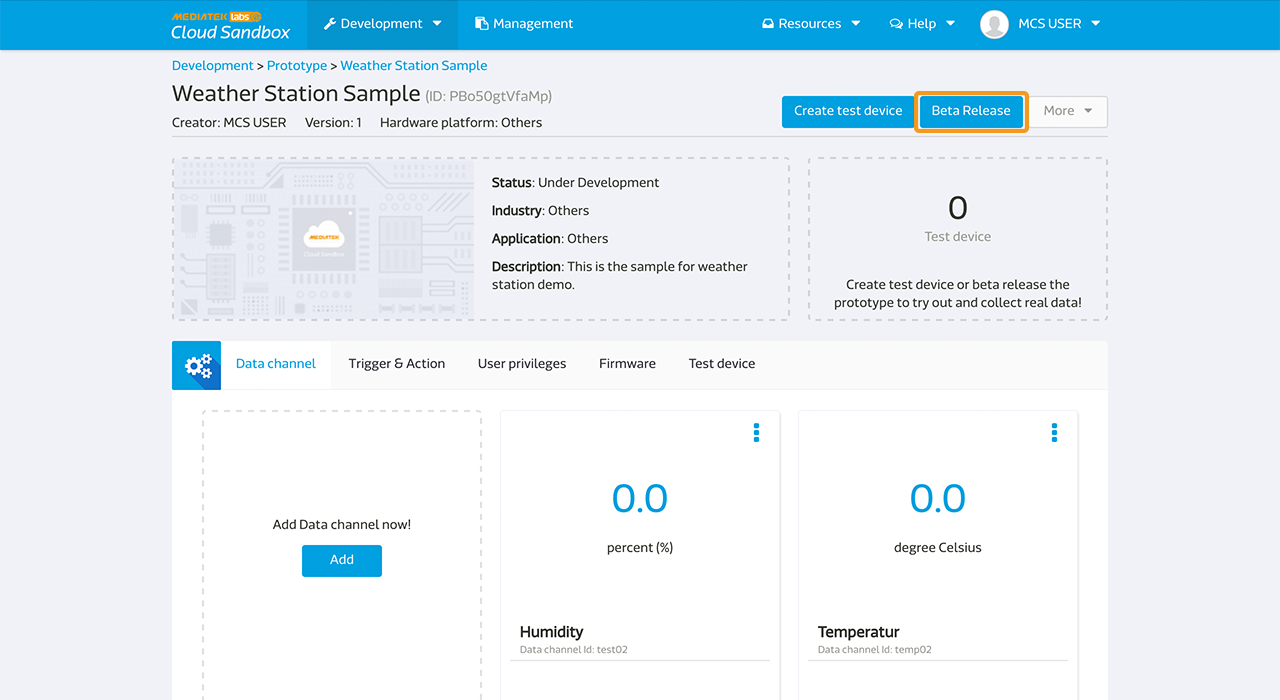 MEDIATEK labs
Cloud Sandbox
Development
Management
Resources
Help
MCS USER
Development > Prototype > Weather Station Sample
Weather Station Sample (ID: PBo50gtVfaMp)
Creator: MCS USER Version: 1 Hardware platform: Others
Create test device
Beta Release
More
MEDIATEK
Cloud Sandbox
Status: Under Development
Industry: Others
Application: Others
Description: This is the sample for weather
station demo.
0
Test device
Create test device or beta release the
prototype to try out and collect real data!
Data channel
Trigger & Action
User privileges
Firmware
Test device
Add Data channel now!
Add
0.0
percent (%)
Humidity
Data channel Id: test02
0.0
degree Celsius
Temperatur
Data channel Id: temp02